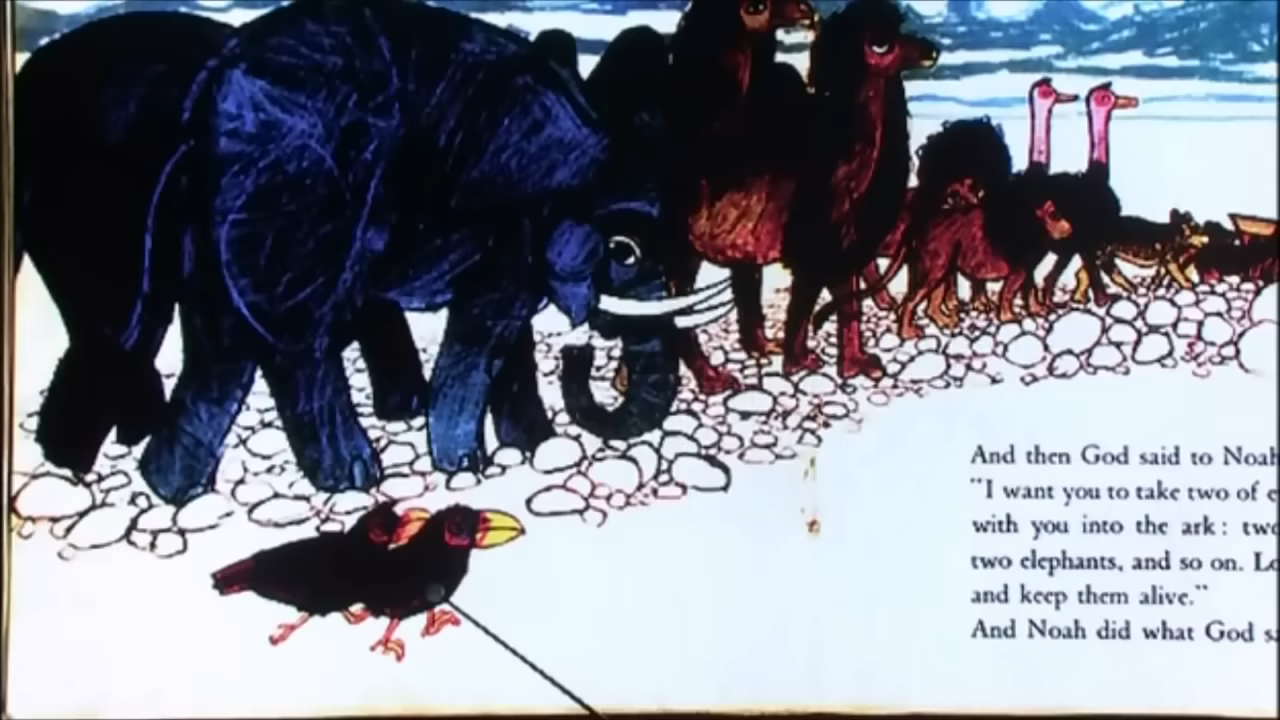 And then God said to Noah
"I want you to take two of
with you into the ark: two
two elephants, and so on.
and keep them alive."
And Noah did what God